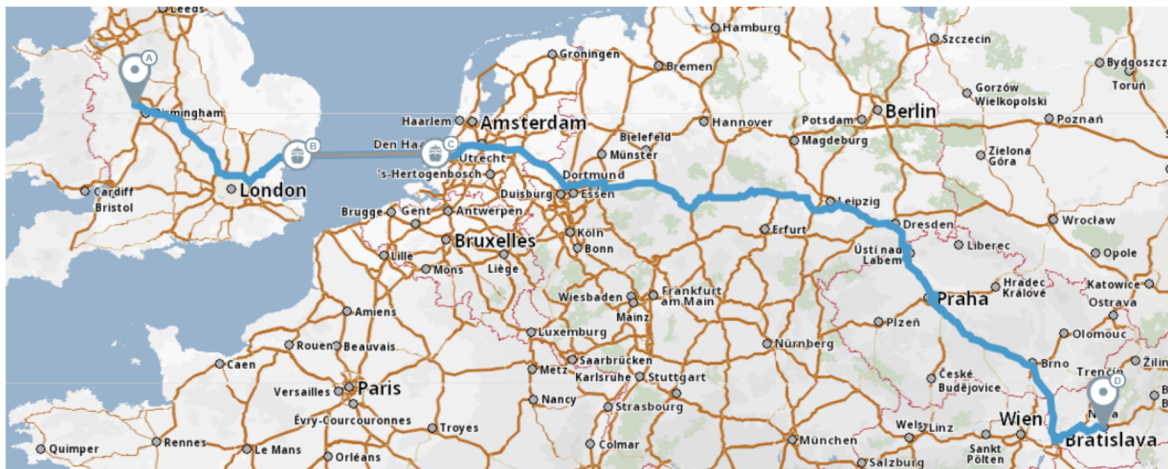 Leeds
A
Birmingham
B
London
Cardiff
Bristol
Groningen
Hamburg
Bremen
Szczecin
Bydgoszcz
Toruń
Gorzów
Wielkopolski
Haarlem
Amsterdam
Den Haa
C
Utrecht
's-Hertogenbosch
Hannover
Bielefeld
Münster
Potsdam
Berlin
Magdeburg
Poznań
Zielona
Góra
Dortmund
Duisburg
Essen
Brugge
Gent
Antwerpen
Bruxelles
Lille
Mons
Liège
Köln
Bonn
Leipzig
Erfurt
Dresden
Wrocław
Ústí nad
Labem
Liberec
Opole
Wiesbaden
Mainz
Frankfurt
am Main
Praha
Hradec
Králové
Katowice
Ostrava
Amiens
Luxemburg
Plzeň
Nürnberg
Olomouc
Rouen
Beauvais
Caen
Saarbrücken
Metz
Karlsruhe
Stuttgart
Brno
Žilin
Trenčín
D
Versailles
Paris
Nancy
Strasbourg
České
Budějovice
Évry-Courcouronnes
Troyes
Wels
Linz
Wien
Bratislava
Quimper
Rennes
Le Mans
Orléans
Colmar
München
Salzburg
Sankt
Pölten